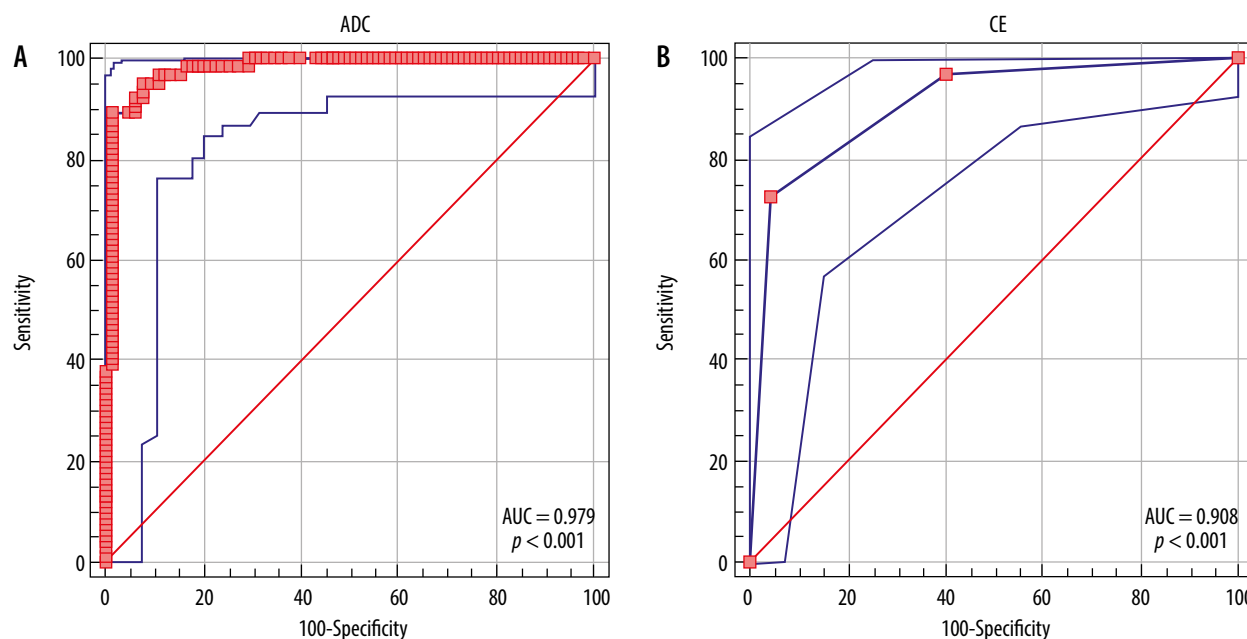 A
ADC
Sensitivity
100
80
60
40
20
0
AUC = 0.979
p < 0.001
0 20 40 60 80 100
100-Specificity
B
CE
Sensitivity
100
80
60
40
20
0
AUC = 0.908
p < 0.001
0 20 40 60 80 100
100-Specificity